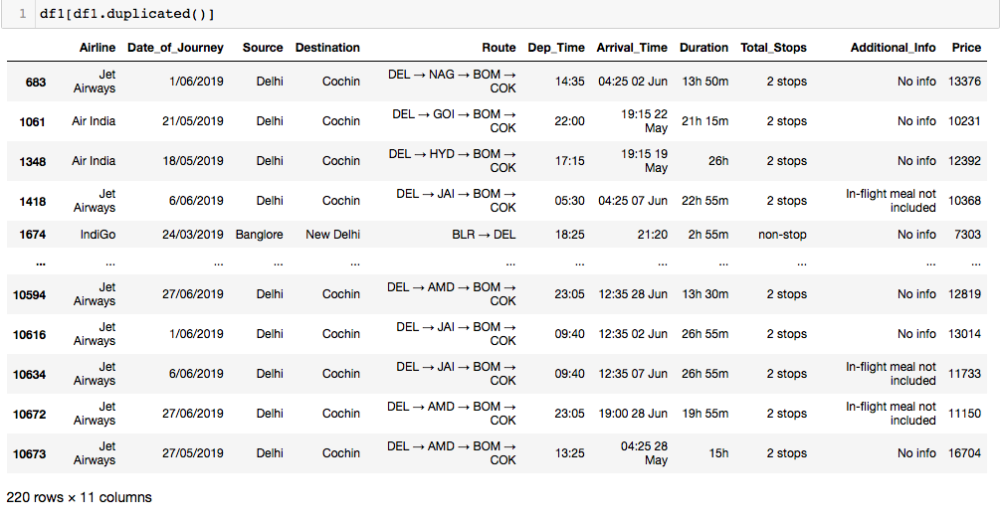 1 df1[df1.duplicated()]
Airline Date_of_Journey Source Destination Route Dep_Time Arrival_Time Duration Total_Stops Additional_Info Price
683 Jet Airways 1/06/2019 Delhi Cochin DEL → NAG → BOM → COK 14:35 04:25 02 Jun 13h 50m 2 stops No info 13376
1061 Air India 21/05/2019 Delhi Cochin DEL → GOI → BOM → COK 22:00 19:15 22 May 21h 15m 2 stops No info 10231
1348 Air India 18/05/2019 Delhi Cochin DEL → HYD → BOM → COK 17:15 19:15 19 May 26h 2 stops No info 12392
1418 Jet Airways 6/06/2019 Delhi Cochin DEL → JAI → BOM → COK 05:30 04:25 07 Jun 22h 55m 2 stops In-flight meal not included 10368
1674 IndiGo 24/03/2019 Banglore New Delhi BLR → DEL 18:25 21:20 2h 55m non-stop No info 7303
... ... ... ... ... ... ... ... ... ... ... ...
10594 Jet Airways 27/06/2019 Delhi Cochin DEL → AMD → BOM → COK 23:05 12:35 28 Jun 13h 30m 2 stops No info 12819
10616 Jet Airways 1/06/2019 Delhi Cochin DEL → JAI → BOM → COK 09:40 12:35 02 Jun 26h 55m 2 stops No info 13014
10634 Jet Airways 6/06/2019 Delhi Cochin DEL → JAI → BOM → COK 09:40 12:35 07 Jun 26h 55m 2 stops In-flight meal not included 11733
10672 Jet Airways 27/06/2019 Delhi Cochin DEL → AMD → BOM → COK 23:05 19:00 28 Jun 19h 55m 2 stops In-flight meal not included 11150
10673 Jet Airways 27/05/2019 Delhi Cochin DEL → AMD → BOM → COK 13:25 04:25 28 May 15h 2 stops No info 16704
220 rows × 11 columns